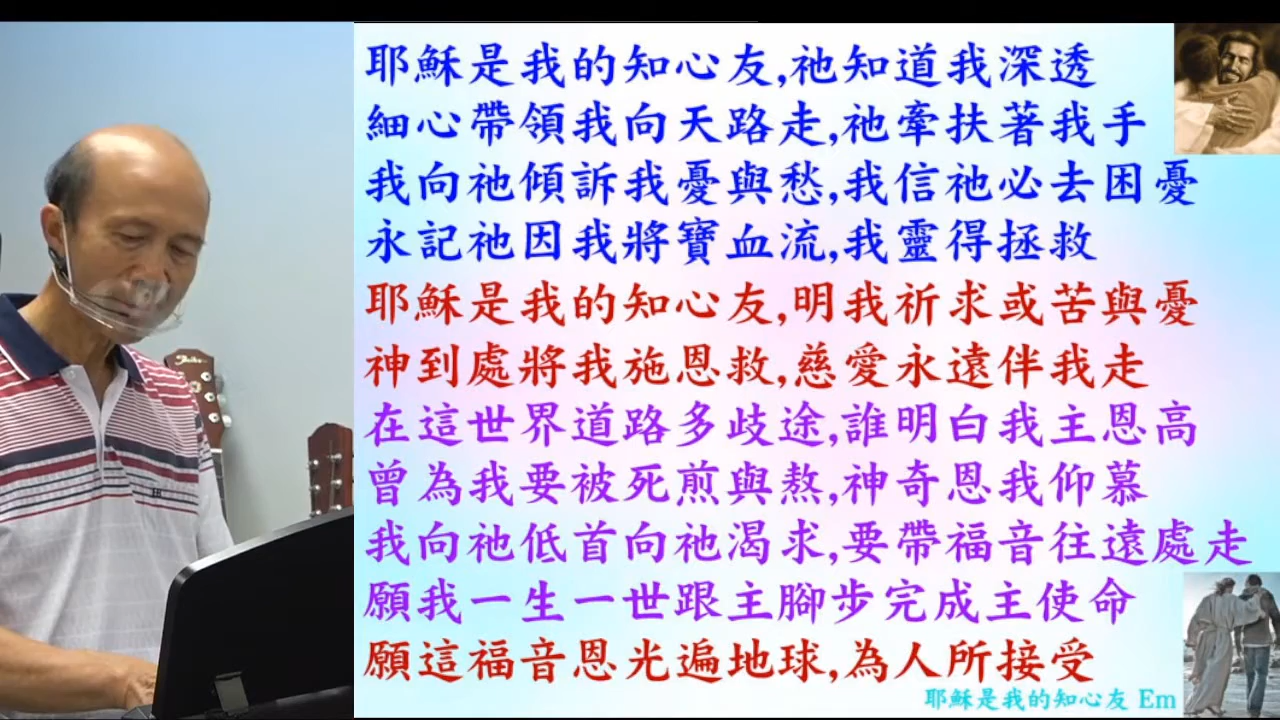 耶穌是我的知心友,祂知道我深透
細心帶領我向天路走,祂牽扶著我手
我向祂傾訴我憂與愁,我信祂必去困憂
永記祂因我將寶血流,我靈得拯救
耶穌是我的知心友,明我祈求或苦與憂
神到處將我施恩救,慈愛永遠伴我走
在這世界道路多歧途,誰明白我主恩高
曾為我要被死煎與熬,神奇恩我仰慕
我向祂低首向祂渴求,要帶福音往遠處走
願我一生一世跟主腳步完成主使命
願這福音恩光遍地球,為人所接受
耶穌是我的知心友 Em